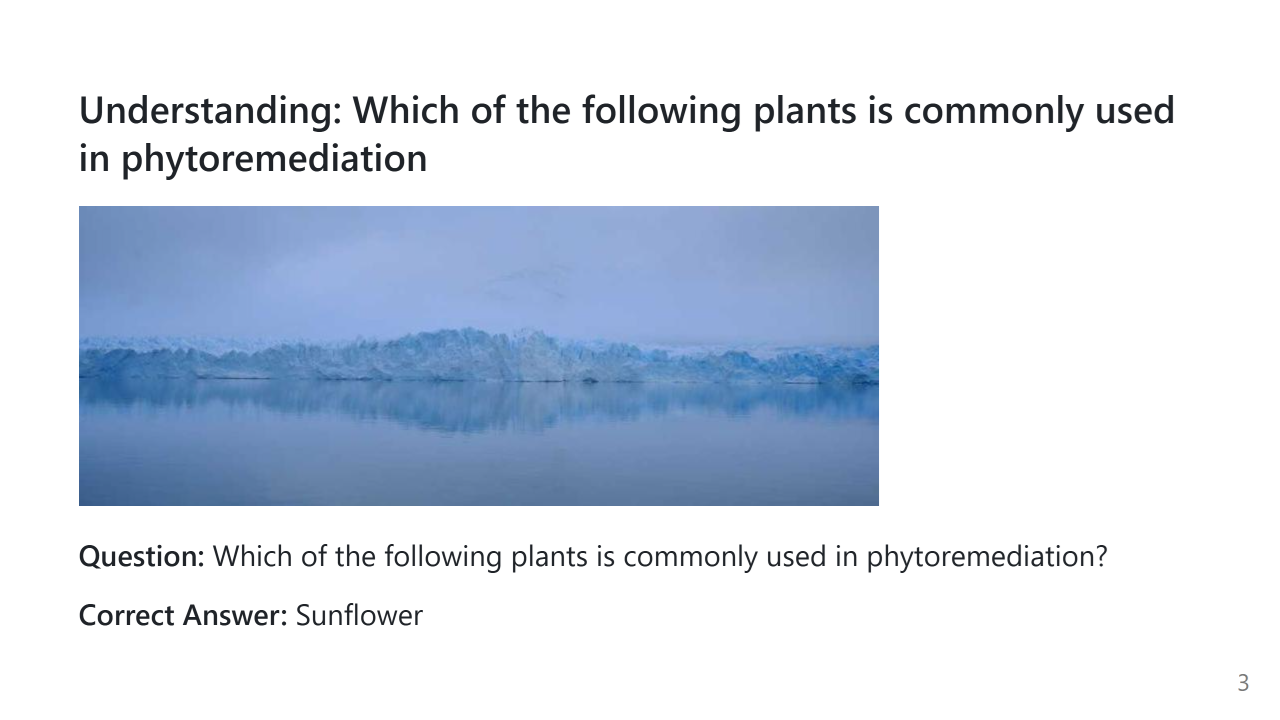 Understanding: Which of the following plants is commonly used
in phytoremediation
Question: Which of the following plants is commonly used in phytoremediation?
Correct Answer: Sunflower
3